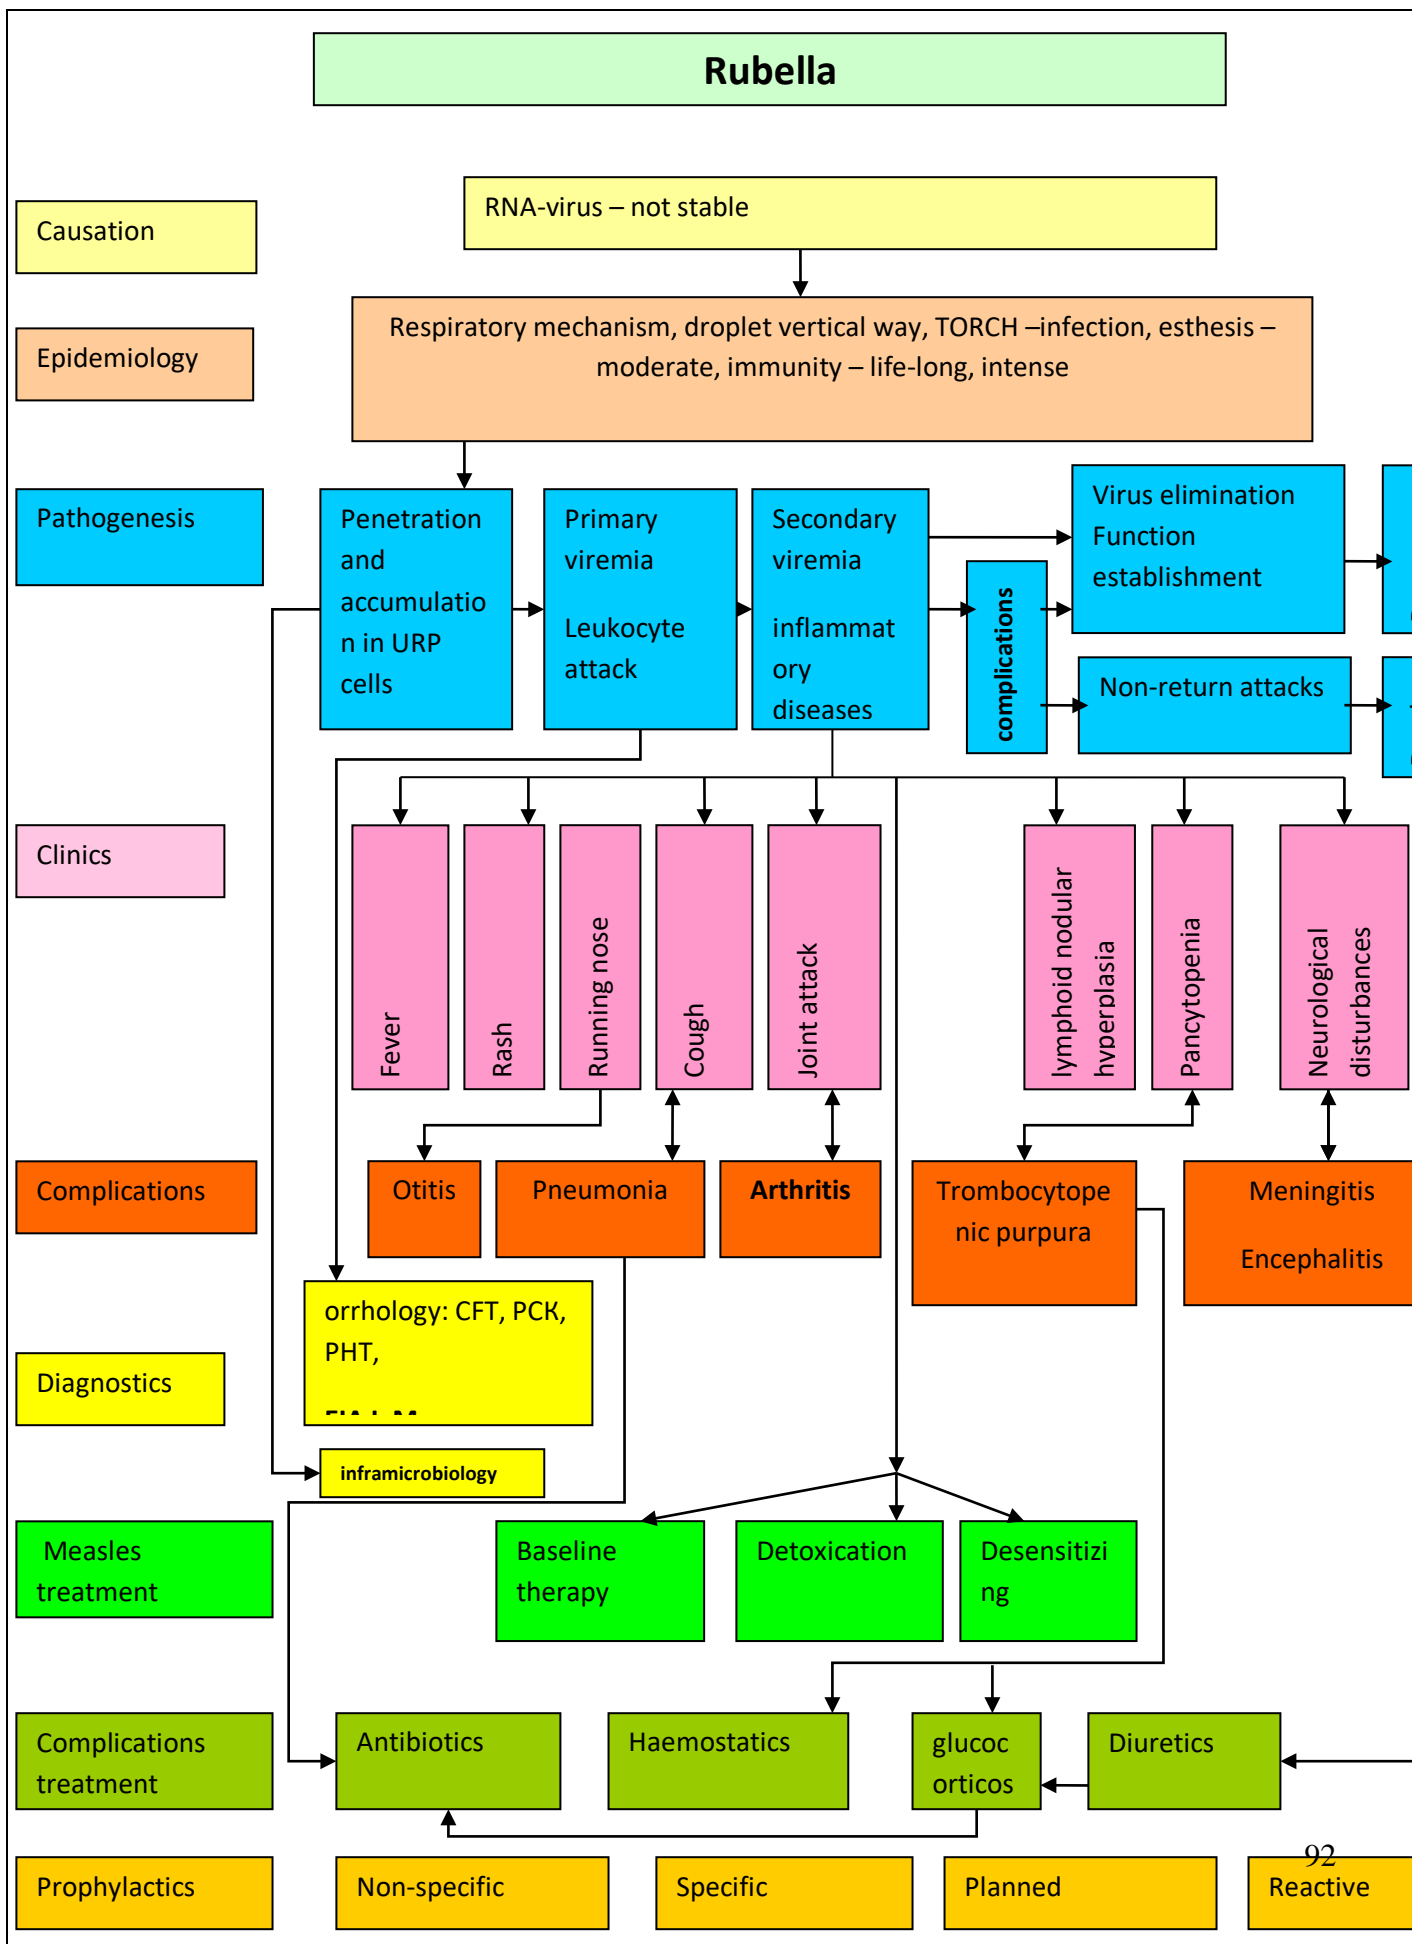 Rubella
RNA-virus – not stable
Causation
Respiratory mechanism, droplet vertical way, TORCH –infection, esthesis –
moderate, immunity – life-long, intense
Epidemiology
Pathogenesis
Penetration
and
accumulatio
n in URP
cells
Primary
viremia
Leukocyte
attack
Secondary
viremia
inflammat
ory
diseases
complications
Virus elimination
Function
establishment
Non-return attacks
Clinics
Fever
Rash
Running nose
Cough
Joint attack
lymphoid nodular
hyperplasia
Pancytopenia
Neurological
disturbances
Complications
Otitis
Pneumonia
Arthritis
Trombocytope
nic purpura
Meningitis
Encephalitis
orrhology: CFT, РСК,
PHT,
Diagnostics
inframicrobiology
Measles
treatment
Baseline
therapy
Detoxication
Desensitizi
ng
Complications
treatment
Antibiotics
Haemostatics
glucoc
orticos
Diuretics
92
Prophylactics
Non-specific
Specific
Planned
Reactive